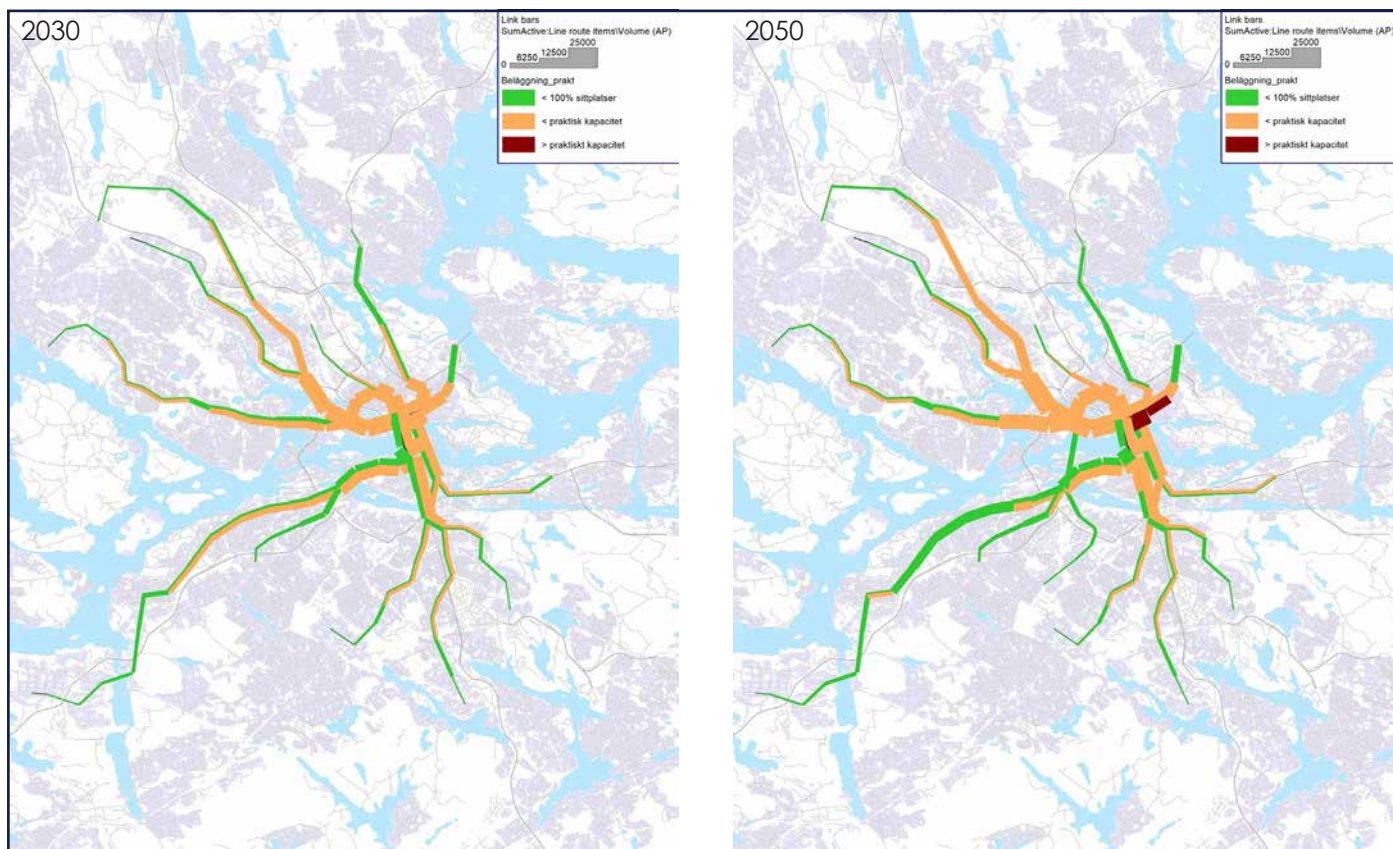 2030
Link bars
SumActive:Line route items\Volume (AP)
0 6250 12500 25000
Beläggning_prakt
< 100% sittplatser
< praktisk kapacitet
> praktiskt kapacitet
2050
Link bars
SumActive:Line route items\Volume (AP)
0 6250 12500 25000
Beläggning_prakt
< 100% sittplatser
< praktisk kapacitet
> praktiskt kapacitet